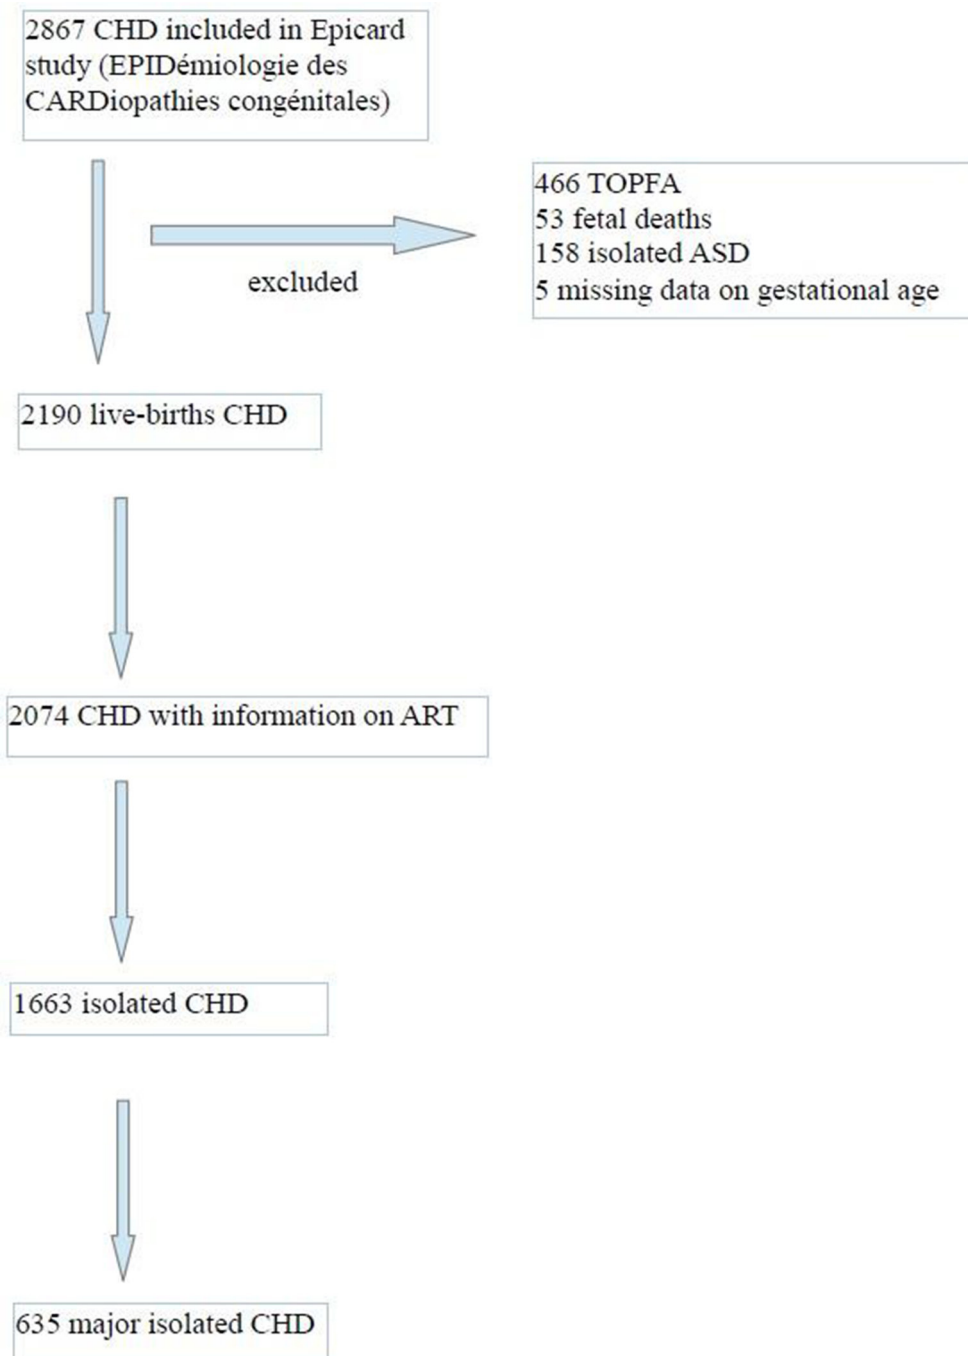 2867 CHD included in Epicard
study (EPIDémiologie des
CARDiopathies congénitales)
466 TOPFA
53 fetal deaths
158 isolated ASD
5 missing data on gestational age
excluded
2190 live-births CHD
2074 CHD with information on ART
1663 isolated CHD
635 major isolated CHD